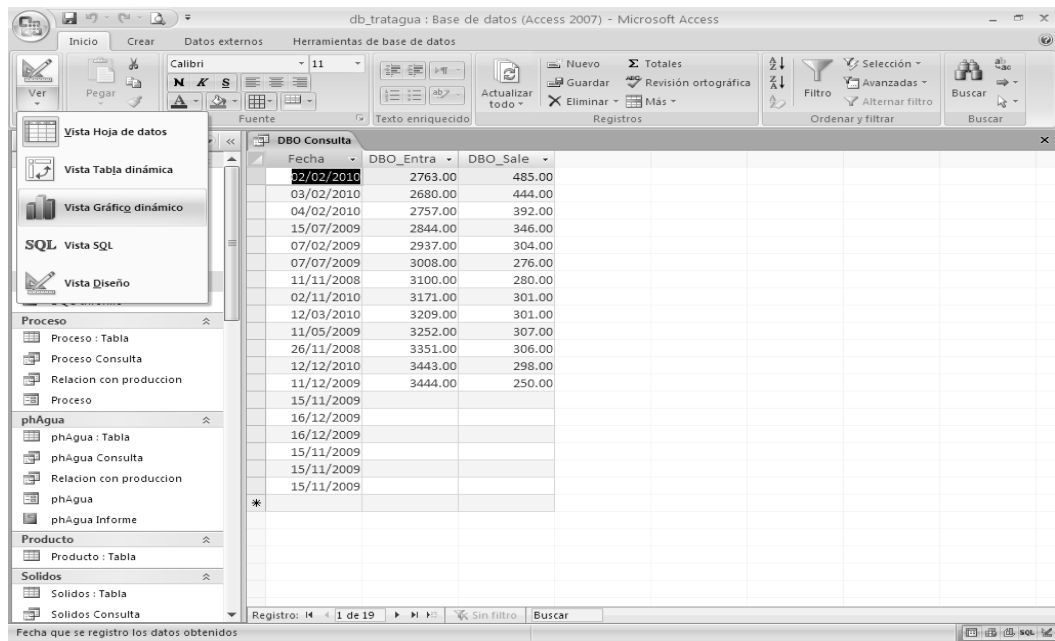 db_tratagua : Base de datos (Access 2007) - Microsoft Access
Inicio Crear Datos externos Herramientas de base de datos
Ver
Pegar
Calibri 11
N K S
A
Fuente
Texto enriquecido
Actualizar todo
Nuevo
Guardar
Eliminar
Σ Totales
Revisión ortográfica
Más
Registros
Filtro
Selección
Avanzadas
Alternar filtro
Ordenar y filtrar
Buscar
Buscar
Vista Hoja de datos
Vista Tabla dinámica
Vista Gráfico dinámico
SQL Vista SQL
Vista Diseño
Proceso
Proceso : Tabla
Proceso Consulta
Relacion con produccion
Proceso
phAgua
phAgua : Tabla
phAgua Consulta
Relacion con produccion
phAgua
phAgua Informe
Producto
Producto : Tabla
Solidos
Solidos : Tabla
Solidos Consulta
DBO Consulta
Fecha DBO_Entra DBO_Sale
02/02/2010 2763.00 485.00
03/02/2010 2680.00 444.00
04/02/2010 2757.00 392.00
15/07/2009 2844.00 346.00
07/02/2009 2937.00 304.00
07/07/2009 3008.00 276.00
11/11/2008 3100.00 280.00
02/11/2010 3171.00 301.00
12/03/2010 3209.00 301.00
11/05/2009 3252.00 307.00
26/11/2008 3351.00 306.00
12/12/2010 3443.00 298.00
11/12/2009 3444.00 250.00
15/11/2009
16/12/2009
16/12/2009
15/11/2009
15/11/2009
15/11/2009
Registro: 1 de 19 Sin filtro Buscar
Fecha que se registro los datos obtenidos
SQL